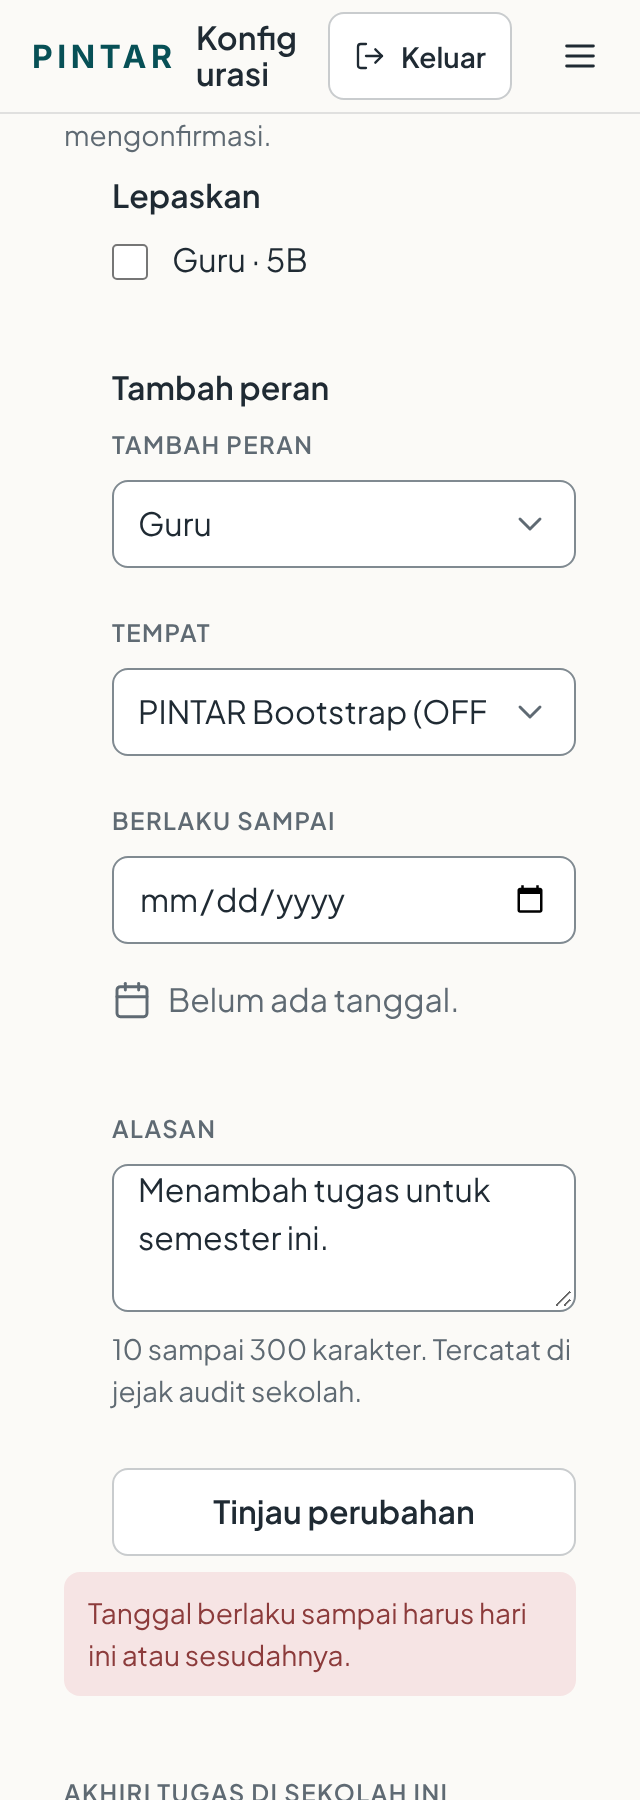 PINTAR
Konfig
urasi
Keluar
mengonfirmasi.
Lepaskan
Guru · 5B
Tambah peran
TAMBAH PERAN
Guru
TEMPAT
PINTAR Bootstrap (OFF
BERLAKU SAMPAI
mm/dd/yyyy
Belum ada tanggal.
ALASAN
Menambah tugas untuk
semester ini.
10 sampai 300 karakter. Tercatat di
jejak audit sekolah.
Tinjau perubahan
Tanggal berlaku sampai harus hari
ini atau sesudahnya.
AKHIRI TUGAS DI SEKOLAH INI